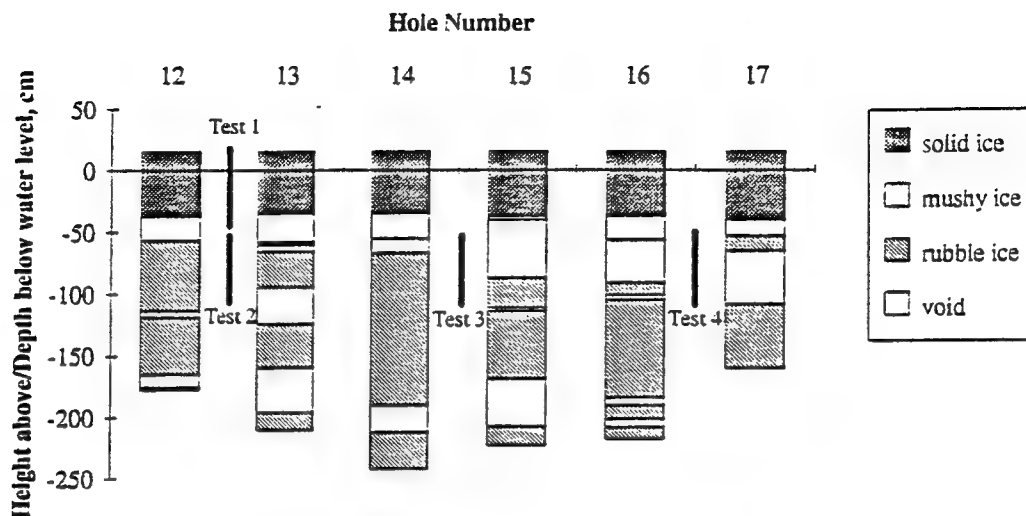 Hole Number
12 13 14 15 16 17
Height above/Depth below water level, cm
50
0
-50
-100
-150
-200
-250
Test 1
Test 2
Test 3
Test 4
solid ice
mushy ice
rubble ice
void